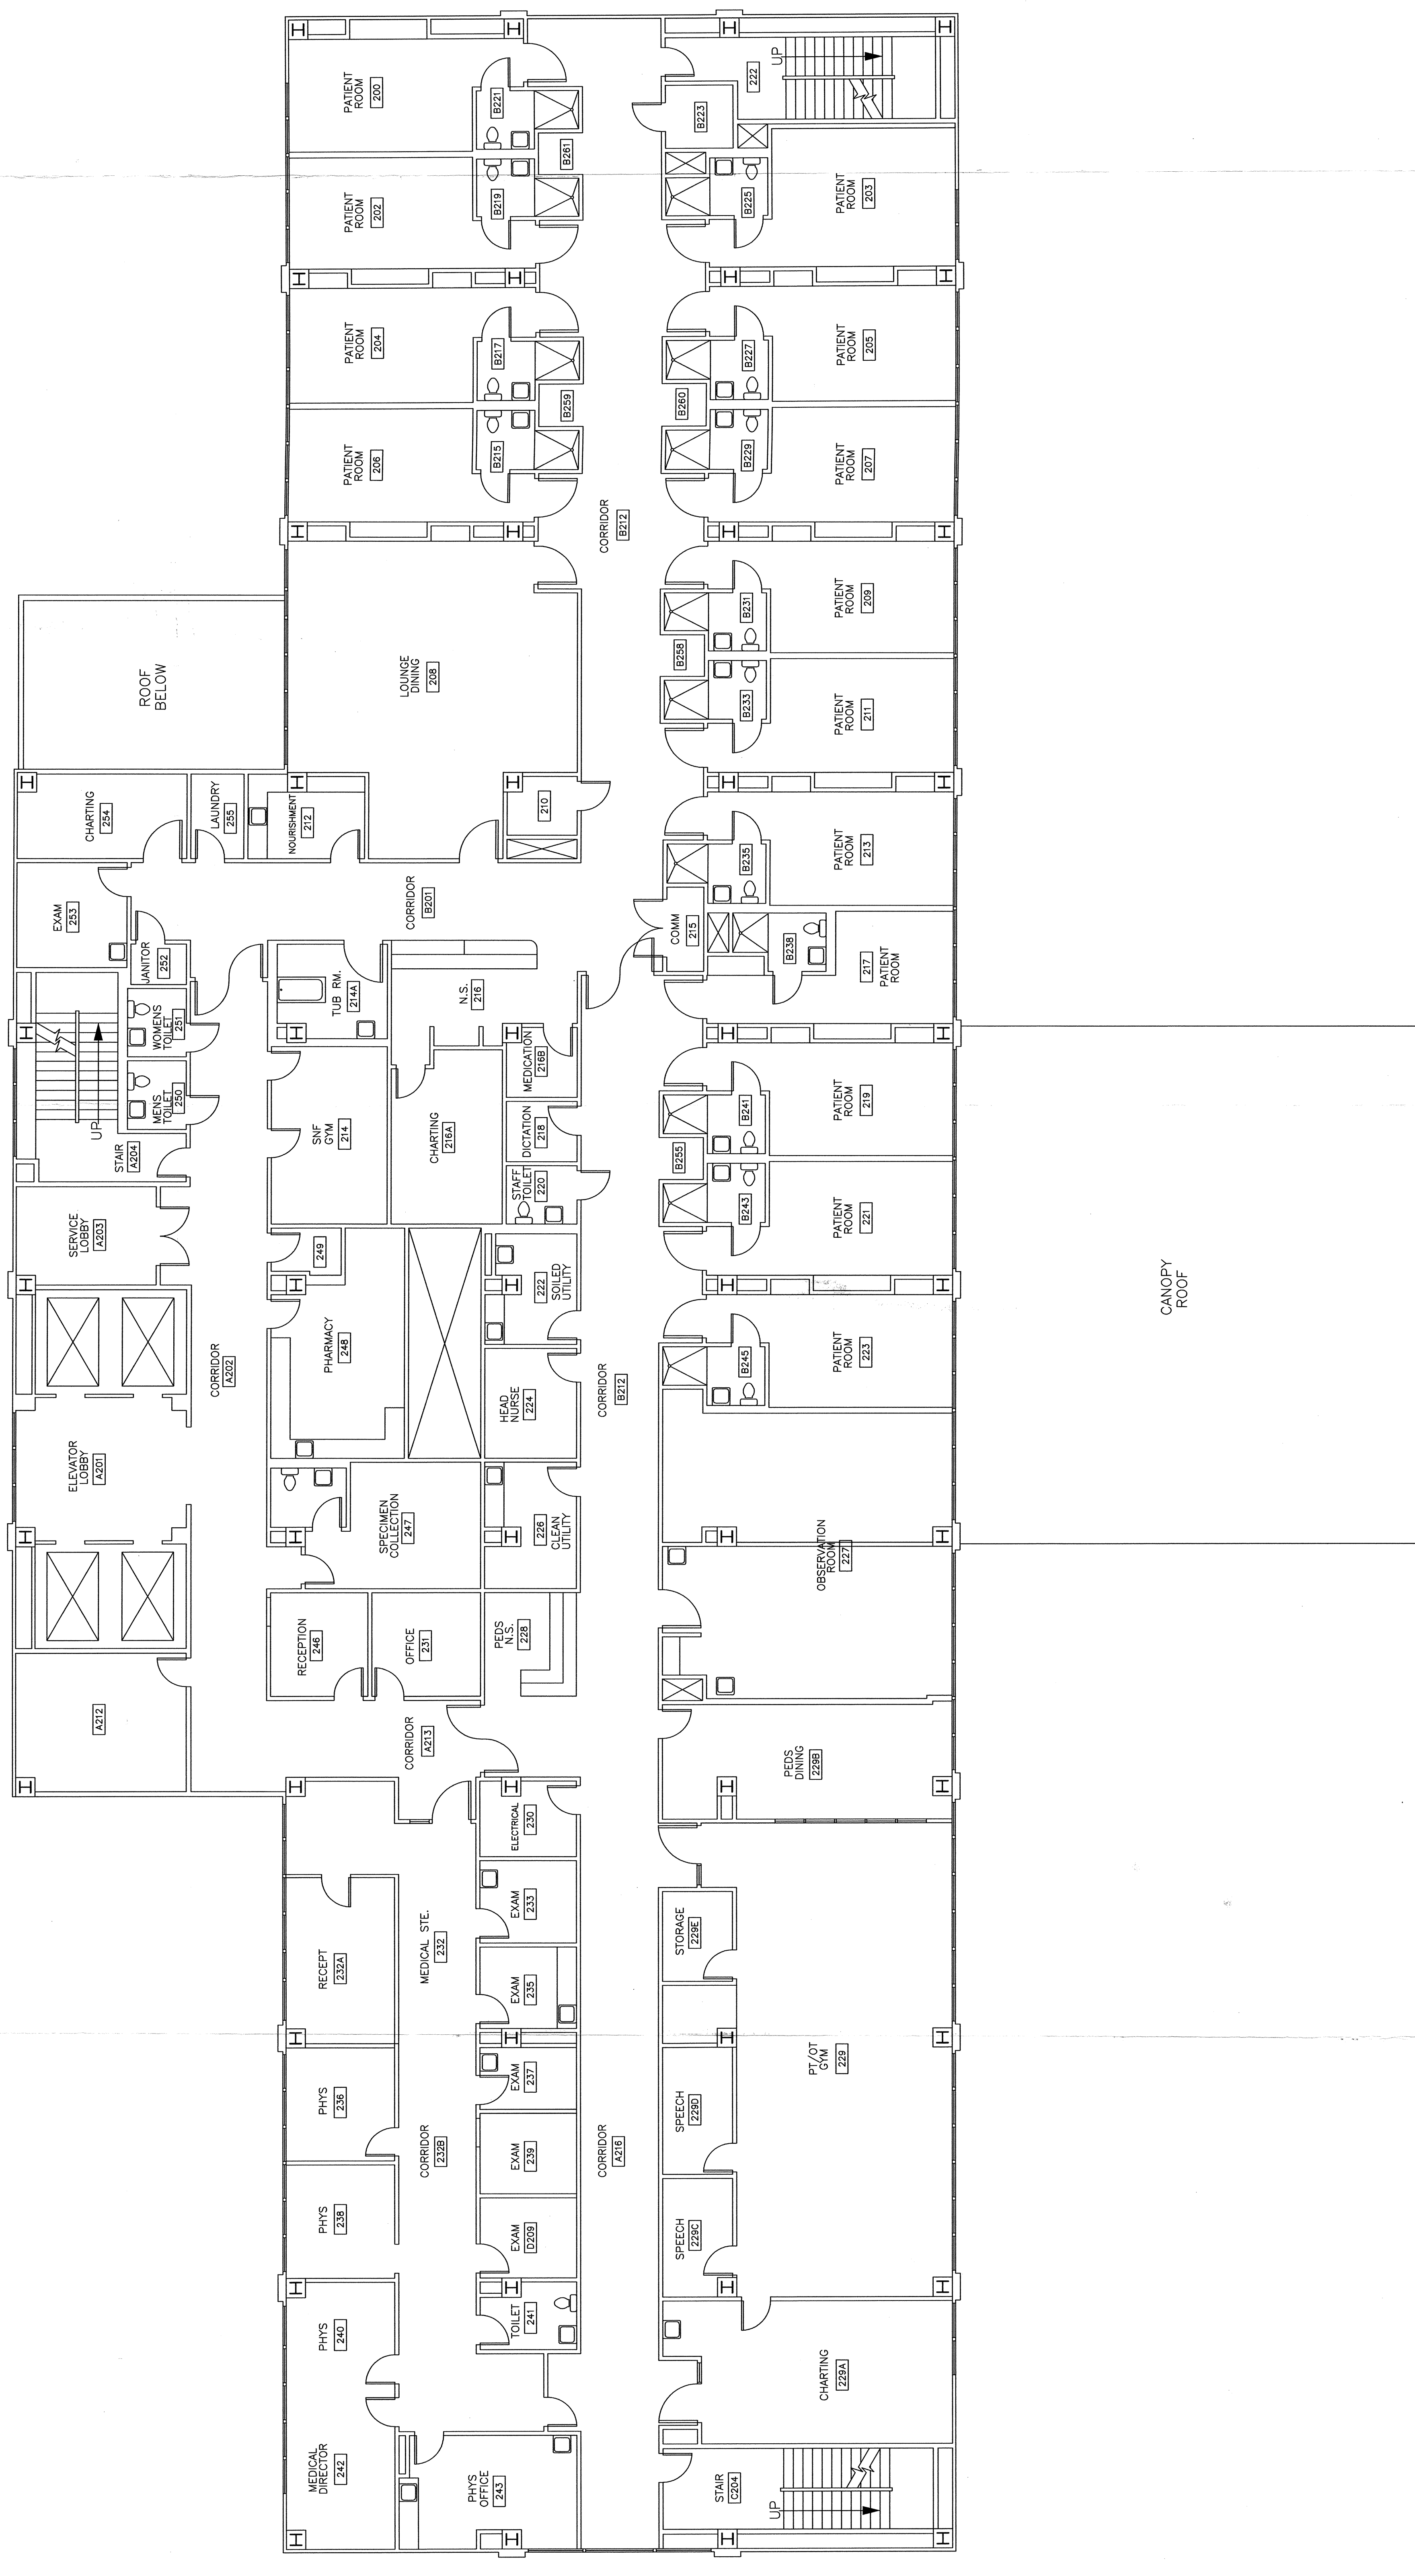 PATIENT
ROOM
200
B221
B261
222
UP
B223
PATIENT
ROOM
202
B219
B225
PATIENT
ROOM
203
PATIENT
ROOM
204
B217
B259
B260
B227
PATIENT
ROOM
205
PATIENT
ROOM
206
B215
B229
PATIENT
ROOM
207
CORRIDOR
B212
ROOF
BELOW
LOUNGE
DINING
208
B231
B258
B233
PATIENT
ROOM
209
PATIENT
ROOM
211
CHARTING
254
LAUNDRY
255
NOURISHMENT
212
210
B235
PATIENT
ROOM
213
EXAM
253
JANITOR
252
CORRIDOR
B201
COMM
215
B238
217
PATIENT
ROOM
WOMENS
TOILET
251
MENS
TOILET
250
UP
STAIR
A204
TUB RM.
214A
N.S.
216
MEDICATION
216B
SNF
GYM
214
CHARTING
216A
DICTATION
218
STAFF
TOILET
220
B241
B255
B243
PATIENT
ROOM
219
PATIENT
ROOM
221
CANOPY
ROOF
SERVICE
LOBBY
A203
249
SOILED
UTILITY
222
CORRIDOR
A202
PHARMACY
248
HEAD
NURSE
224
CORRIDOR
B212
B245
PATIENT
ROOM
223
ELEVATOR
LOBBY
A201
SPECIMEN
COLLECTION
247
226
CLEAN
UTILITY
OBSERVATION
ROOM
227
RECEPTION
246
OFFICE
231
PEDS
N.S.
228
A212
CORRIDOR
A213
PEDS
DINING
229B
ELECTRICAL
230
RECEPT
232A
MEDICAL STE.
232
EXAM
233
EXAM
235
STORAGE
229E
PT/OT
GYM
229
PHYS
236
CORRIDOR
232B
EXAM
237
EXAM
239
CORRIDOR
A216
SPEECH
229D
PHYS
238
EXAM
D209
SPEECH
229C
PHYS
240
TOILET
241
CHARTING
229A
MEDICAL
DIRECTOR
242
PHYS
OFFICE
243
STAIR
C204
UP